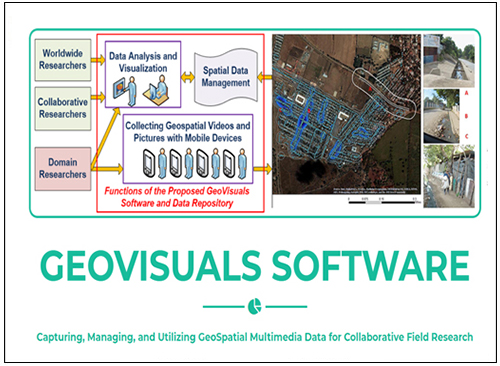 Worldwide
Researchers
Collaborative
Researchers
Domain
Researchers
Data Analysis and
Visualization
Spatial Data
Management
Collecting Geospatial Videos and
Pictures with Mobile Devices
Functions of the Proposed GeoVisuals
Software and Data Repository
A
B
C
GEOVISUALS SOFTWARE
Capturing, Managing, and Utilizing GeoSpatial Multimedia Data for Collaborative Field Research